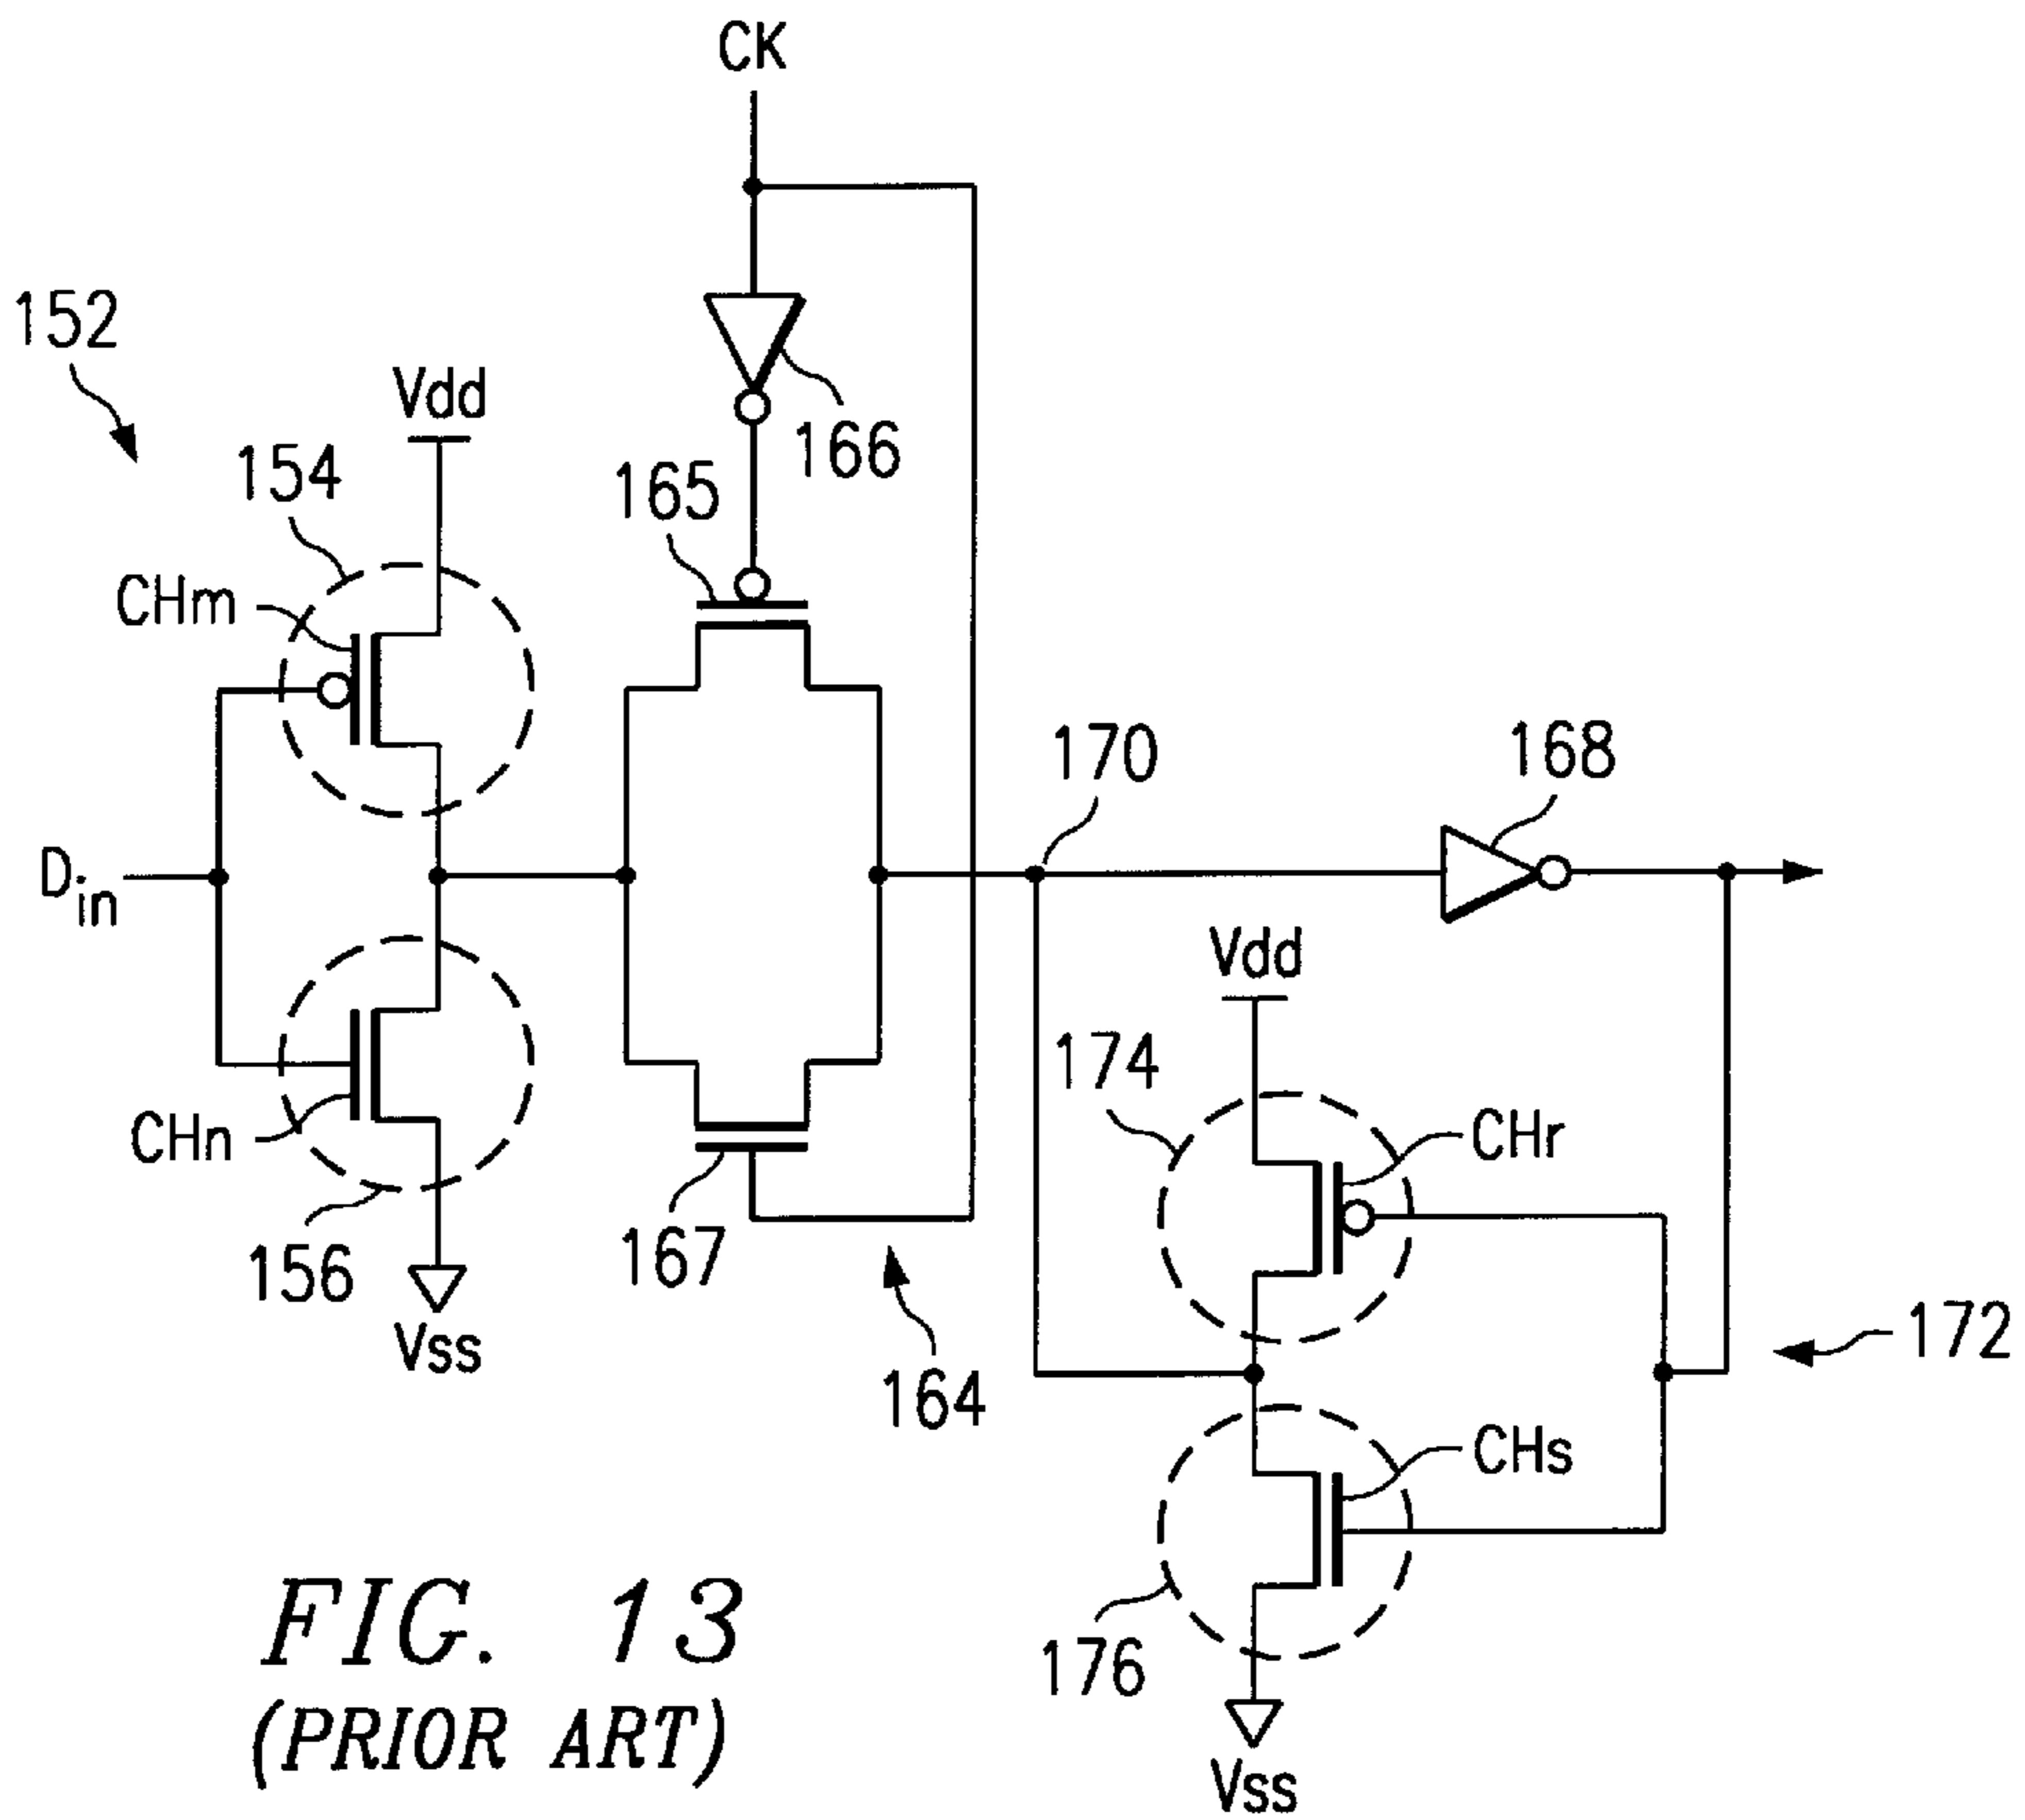 CK
152
Vdd
154
166
165
CHm
170
168
Din
Vdd
174
CHr
CHn
167
156
172
Vss
164
CHs
FIG. 13
176
(PRIOR ART)
Vss